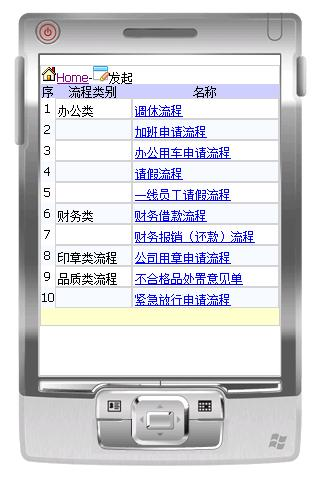 Home-发起
序 流程类别 名称
1 办公类 调休流程
2 加班申请流程
3 办公用车申请流程
4 请假流程
5 一线员工请假流程
6 财务类 财务借款流程
7 财务报销（还款）流程
8 印章类流程 公司用章申请流程
9 品质类流程 不合格品处置意见单
10 紧急放行申请流程